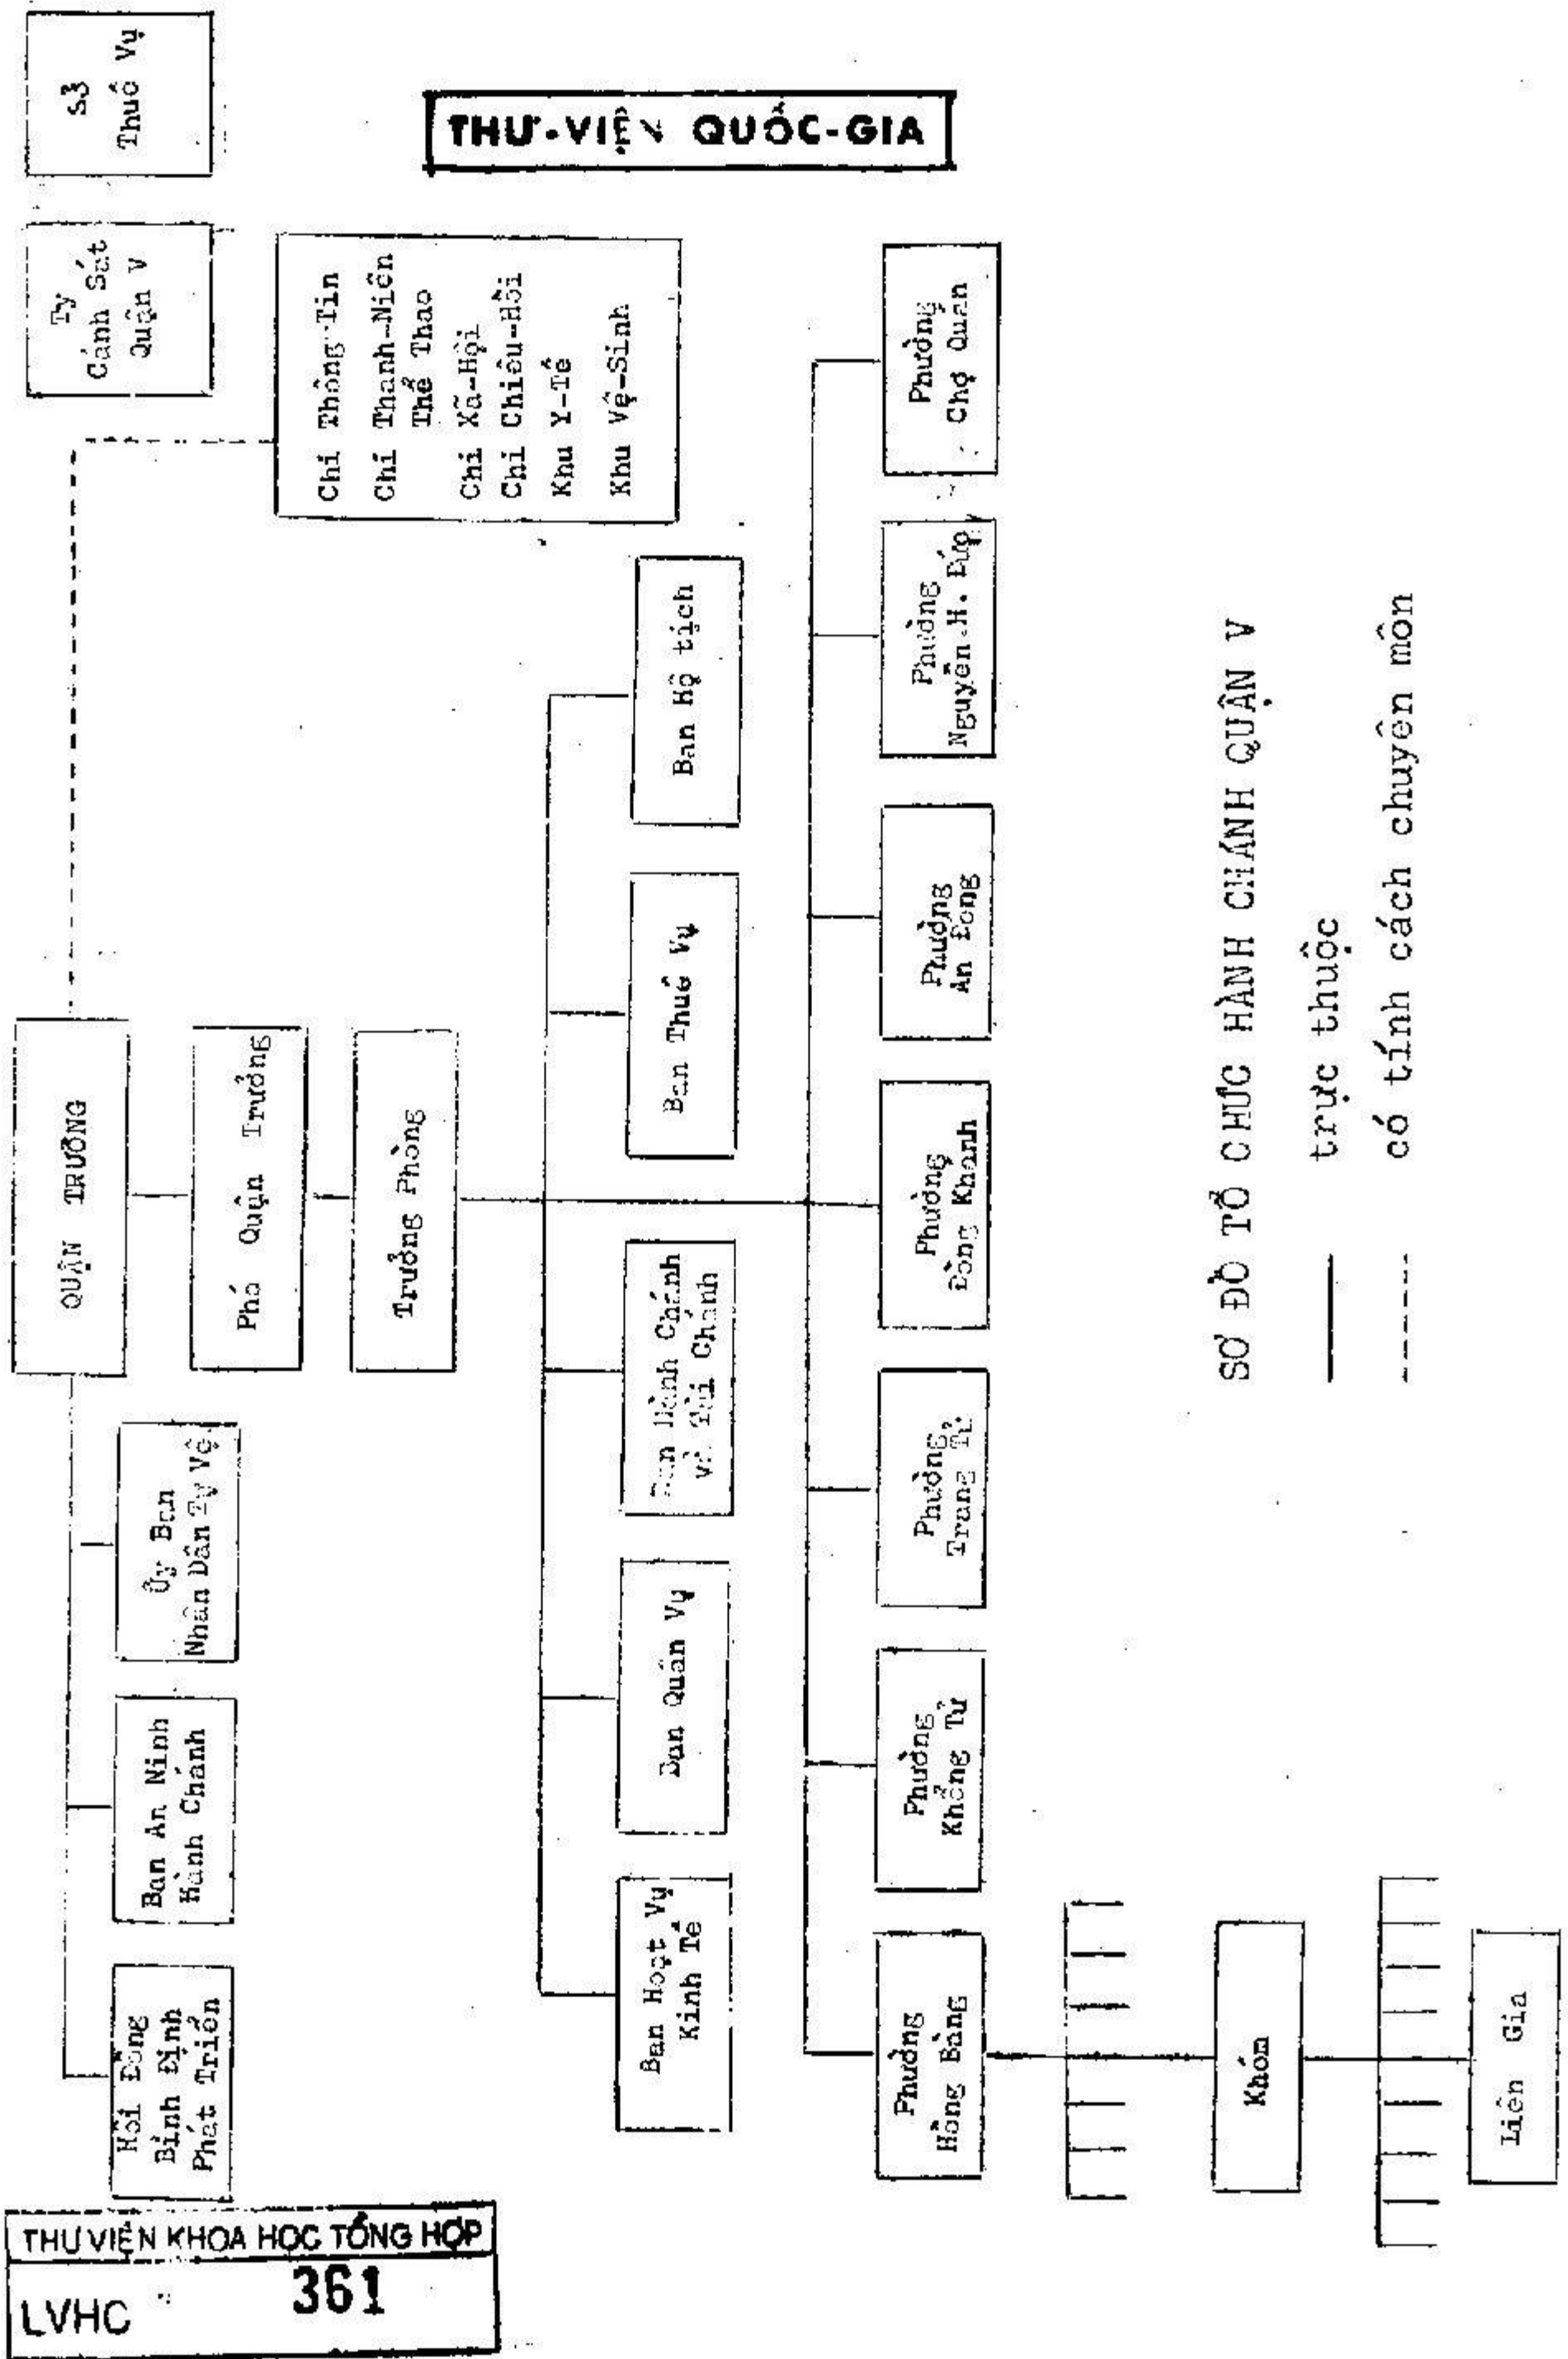 THƯ-VIỆN QUỐC-GIA
QUẬN TRƯỞNG
Phó Quận Trưởng
Trưởng Phòng
Hội Đồng
Bình Định
Phát Triển
Ban An Ninh
Hành Chánh
Ủy Ban
Nhân Dân Tự Vệ
Ty
Cảnh Sát
Quận V
Sở
Thuế Vụ
Chi Thông-Tin
Chi Thanh-Niên
Thể Thao
Chi Xã-Hội
Chi Chiêu-Hồi
Khu Y-Tế
Khu Vệ-Sinh
Ban Hoạt Vụ
Kinh Tế
Ban Quân Vụ
Ban Hành Chánh
và Tài Chánh
Ban Thuế Vụ
Ban Hộ tịch
Phường
Hồng Bàng
Phường
Khổng Tử
Phường
Trang Tử
Phường
Đồng Khánh
Phường
An Đông
Phường
Nguyễn.H.
Phường
Chợ Quán
Khóm
Liên Gia
SƠ ĐỒ TỔ CHỨC HÀNH CHÁNH QUẬN V
trực thuộc
có tính cách chuyên môn
THƯ VIỆN KHOA HỌC TỔNG HỢP
LVHC 361